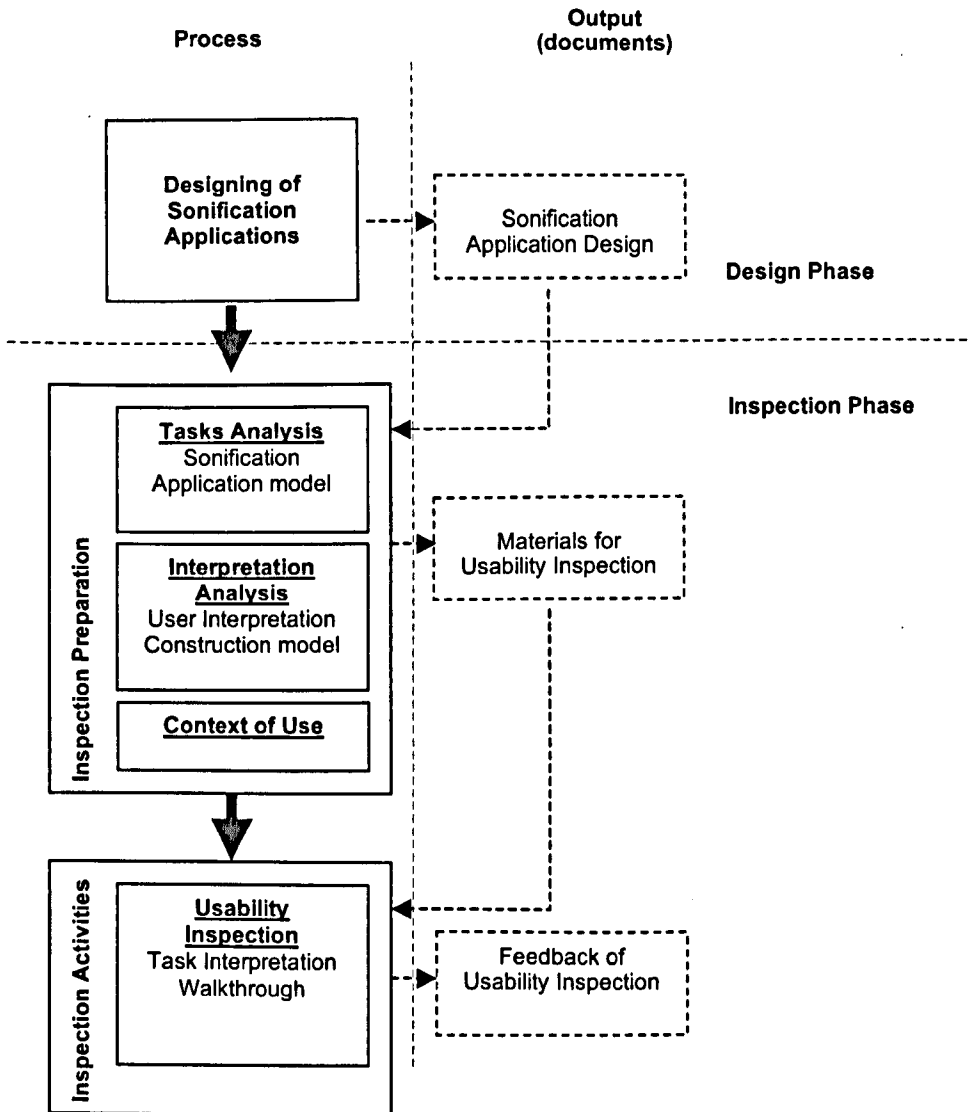 Process
Output
(documents)
Designing of
Sonification
Applications
Sonification
Application Design
Design Phase
Inspection Phase
Inspection Preparation
Tasks Analysis
Sonification
Application model
Interpretation
Analysis
User Interpretation
Construction model
Context of Use
Materials for
Usability Inspection
Inspection Activities
Usability
Inspection
Task Interpretation
Walkthrough
Feedback of
Usability Inspection